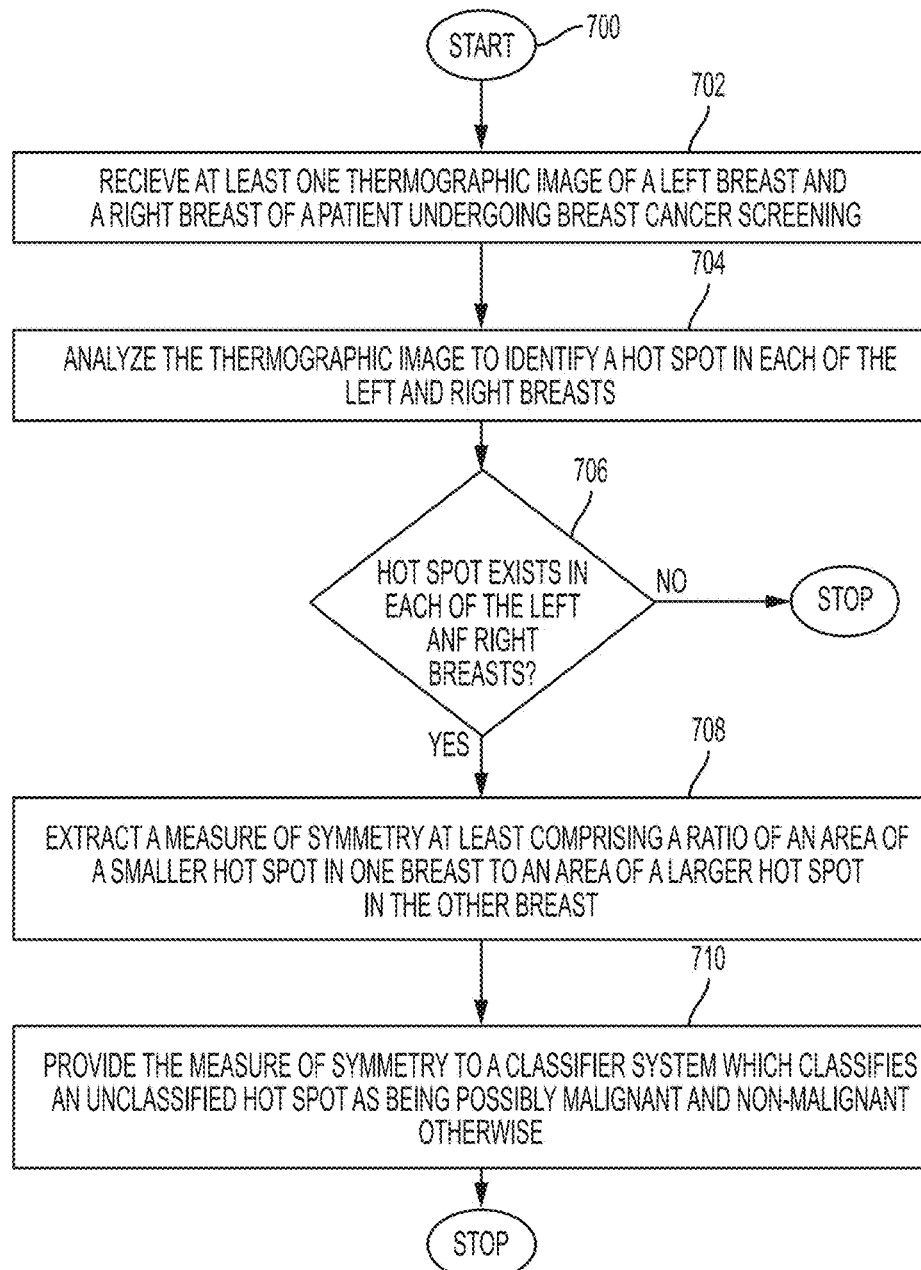 START
700
702
RECIEVE AT LEAST ONE THERMOGRAPHIC IMAGE OF A LEFT BREAST AND
A RIGHT BREAST OF A PATIENT UNDERGOING BREAST CANCER SCREENING
704
ANALYZE THE THERMOGRAPHIC IMAGE TO IDENTIFY A HOT SPOT IN EACH OF THE
LEFT AND RIGHT BREASTS
706
HOT SPOT EXISTS IN
EACH OF THE LEFT
ANF RIGHT
BREASTS?
NO
STOP
YES
708
EXTRACT A MEASURE OF SYMMETRY AT LEAST COMPRISING A RATIO OF AN AREA OF
A SMALLER HOT SPOT IN ONE BREAST TO AN AREA OF A LARGER HOT SPOT
IN THE OTHER BREAST
710
PROVIDE THE MEASURE OF SYMMETRY TO A CLASSIFIER SYSTEM WHICH CLASSIFIES
AN UNCLASSIFIED HOT SPOT AS BEING POSSIBLY MALIGNANT AND NON-MALIGNANT
OTHERWISE
STOP